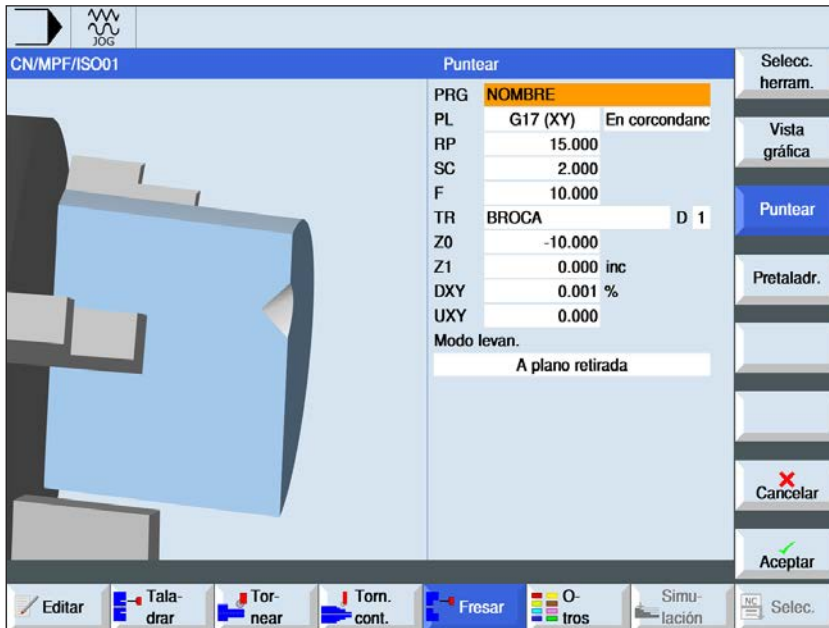 JOG
CN/MPF/ISO01
Puntear
PRG NOMBRE
PL G17 (XY) En corcondanc
RP 15.000
SC 2.000
F 10.000
TR BROCA D 1
Z0 -10.000
Z1 0.000 inc
DXY 0.001 %
UXY 0.000
Modo levan.
A plano retirada
Selecc.
herram.
Vista
gráfica
Puntear
Pretaladr.
Cancelar
Aceptar
Editar
Tala-
drar
Tor-
near
Torn.
cont.
Fresar
O-
tros
Simu-
lación
NC
Selec.